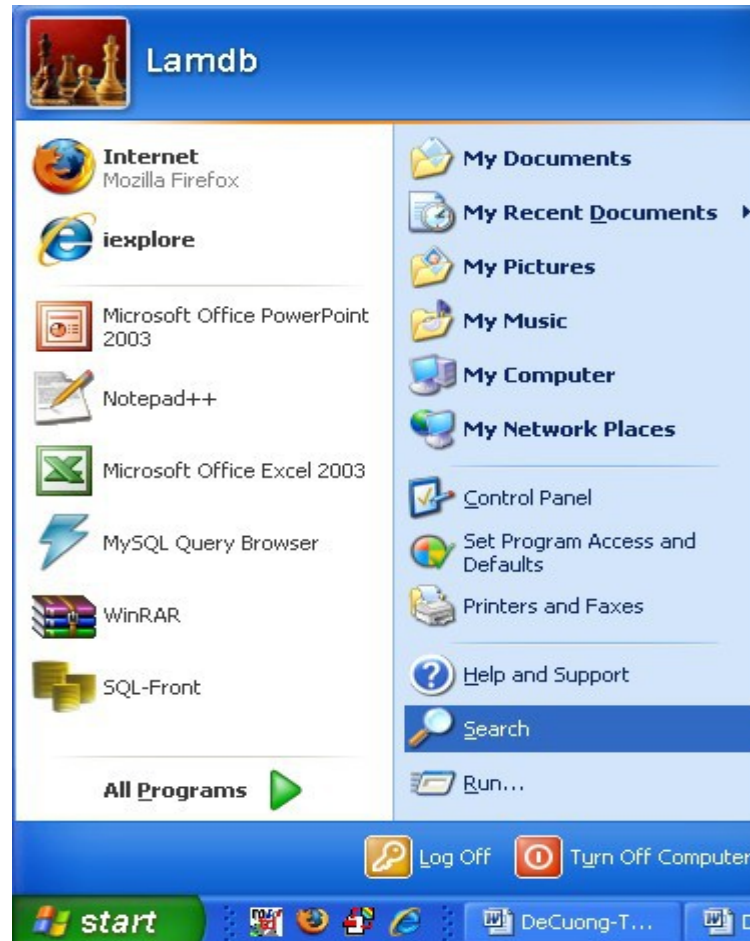 Lamdb
Internet
Mozilla Firefox
iexplore
Microsoft Office PowerPoint
2003
Notepad++
Microsoft Office Excel 2003
MySQL Query Browser
WinRAR
SQL-Front
All Programs
My Documents
My Recent Documents
My Pictures
My Music
My Computer
My Network Places
Control Panel
Set Program Access and
Defaults
Printers and Faxes
Help and Support
Search
Run...
Log Off
Turn Off Computer
start
DeCuong-T...
D